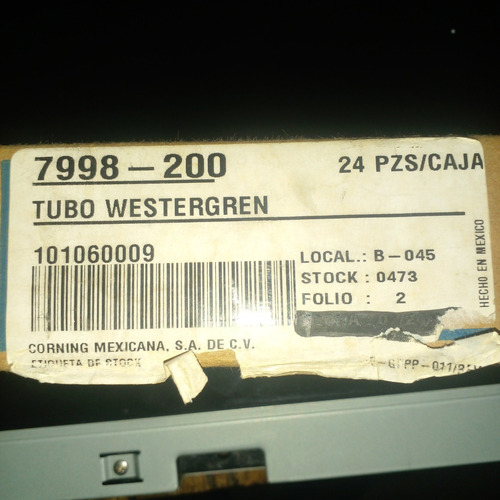 7998-200
24 PZS/CAJA
TUBO WESTERGREN
101060009
LOCAL.: B-045
STOCK: 0473
FOLIO : 2
HECHO EN MEXICO
CORNING MEXICANA, S.A. DE C.V.
ETIQUETA DE STOCK